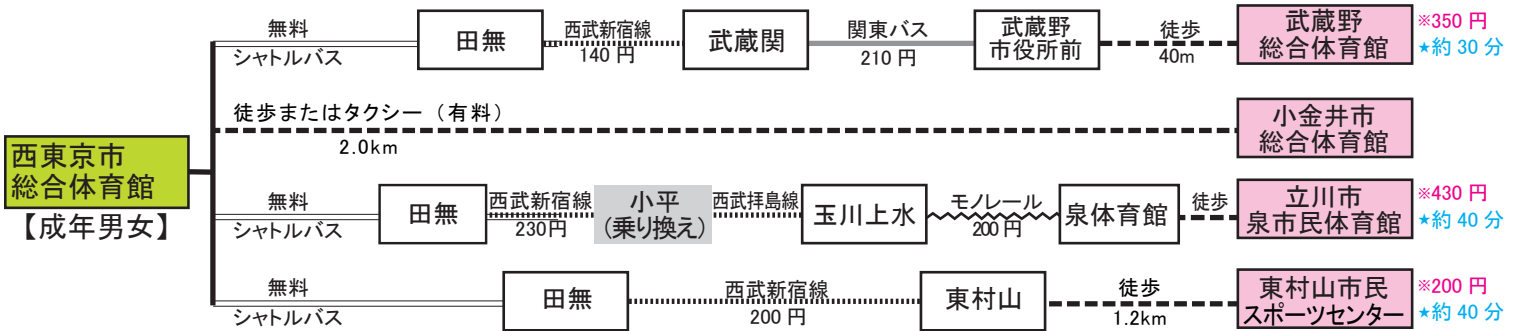 西東京市
総合体育館
【成年男女】
無料
シャトルバス
田無
西武新宿線
140 円
武蔵関
関東バス
210 円
武蔵野
市役所前
徒歩
40m
武蔵野
総合体育館
※350 円
★約 30 分
徒歩またはタクシー（有料）
2.0km
小金井市
総合体育館
無料
シャトルバス
田無
西武新宿線
230円
小平
(乗り換え)
西武拝島線
玉川上水
モノレール
200 円
泉体育館
徒歩
立川市
泉市民体育館
※430 円
★約 40 分
無料
シャトルバス
田無
西武新宿線
200 円
東村山
徒歩
1.2km
東村山市民
スポーツセンター
※200 円
★約 40 分